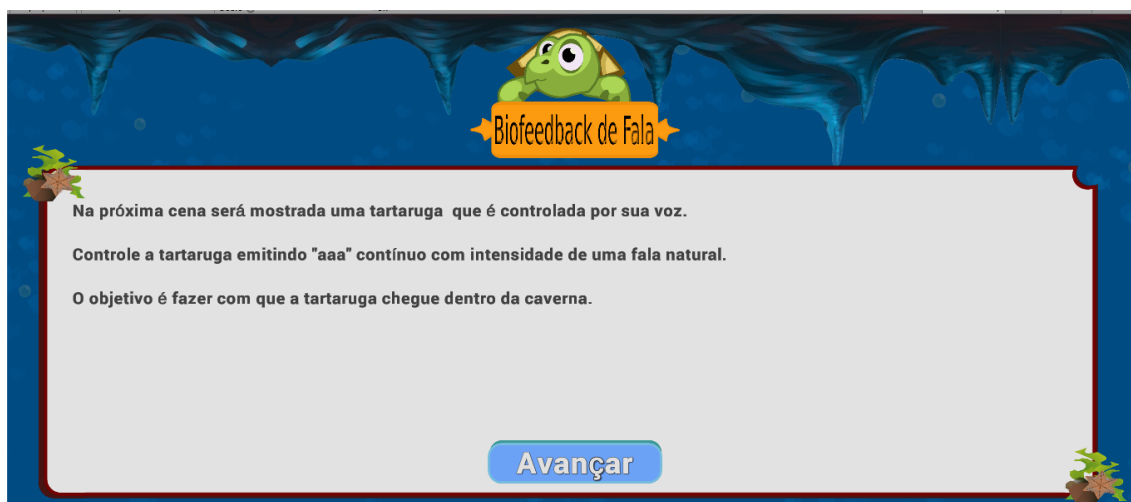 Biofeedback de Fala
Na próxima cena será mostrada uma tartaruga que é controlada por sua voz.
Controle a tartaruga emitindo "aaa" contínuo com intensidade de uma fala natural.
O objetivo é fazer com que a tartaruga chegue dentro da caverna.
Avançar